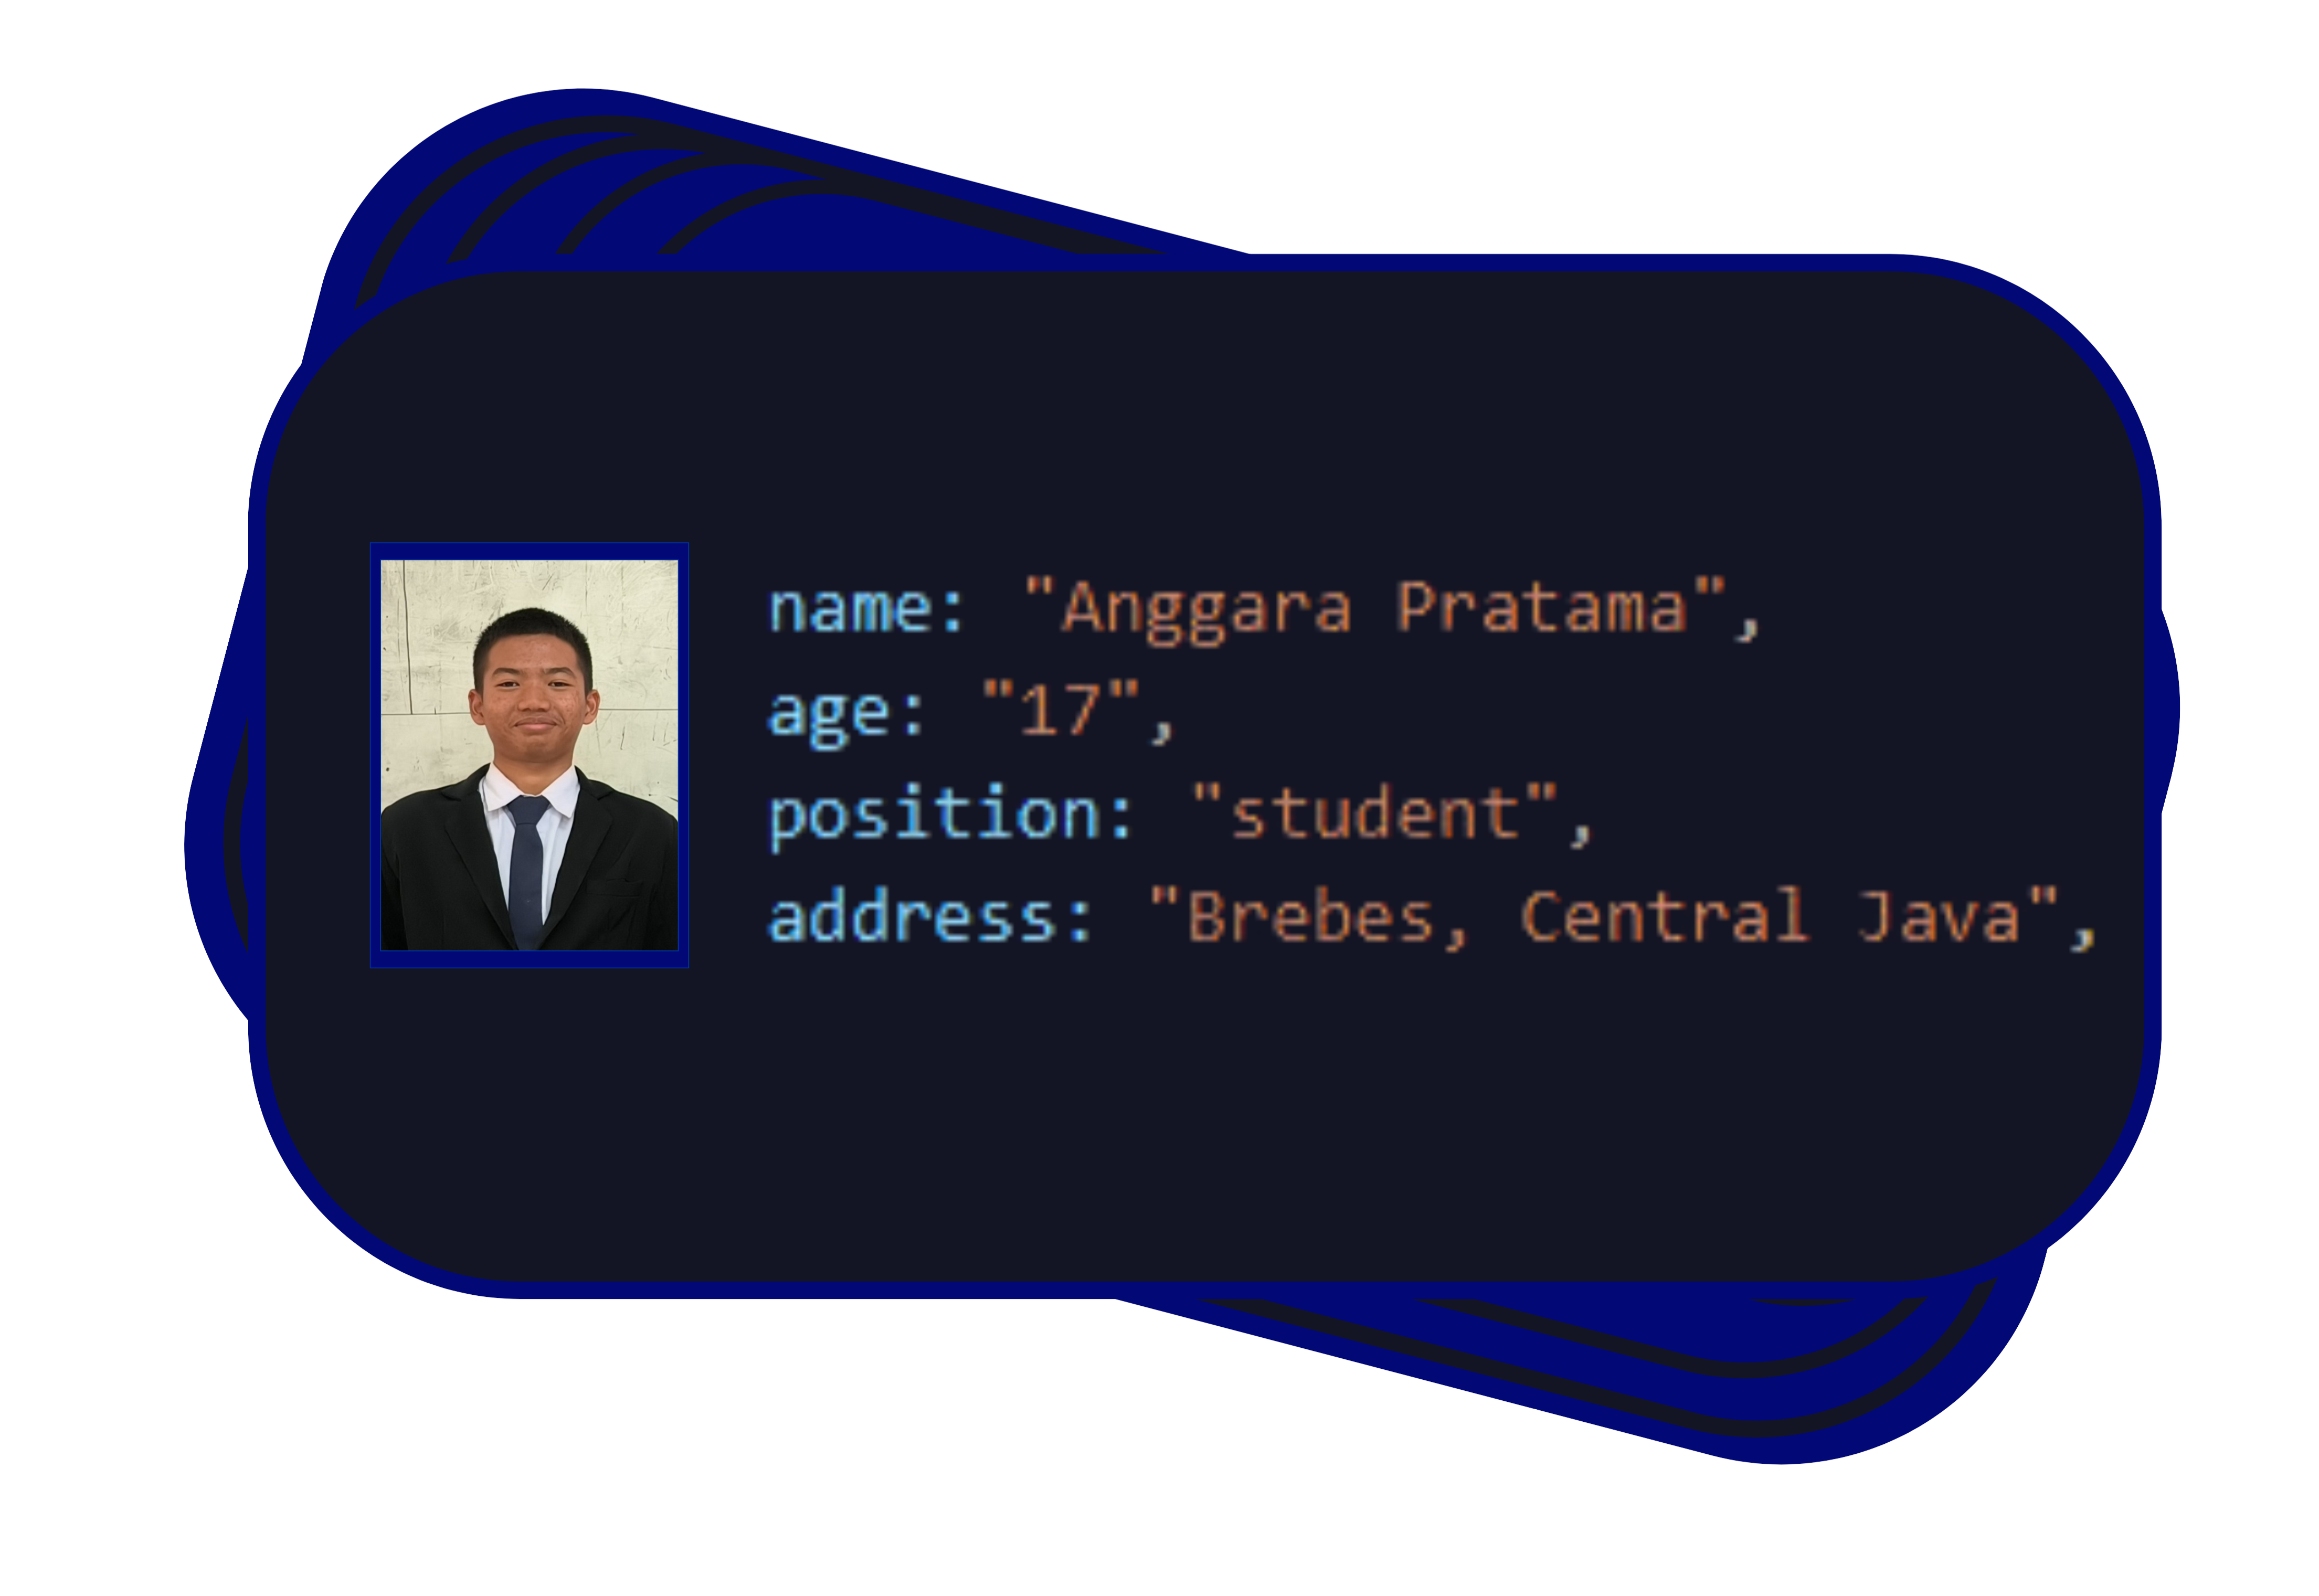 name: "Anggara Pratama",
age: "17",
position: "student",
address: "Brebes, Central Java",